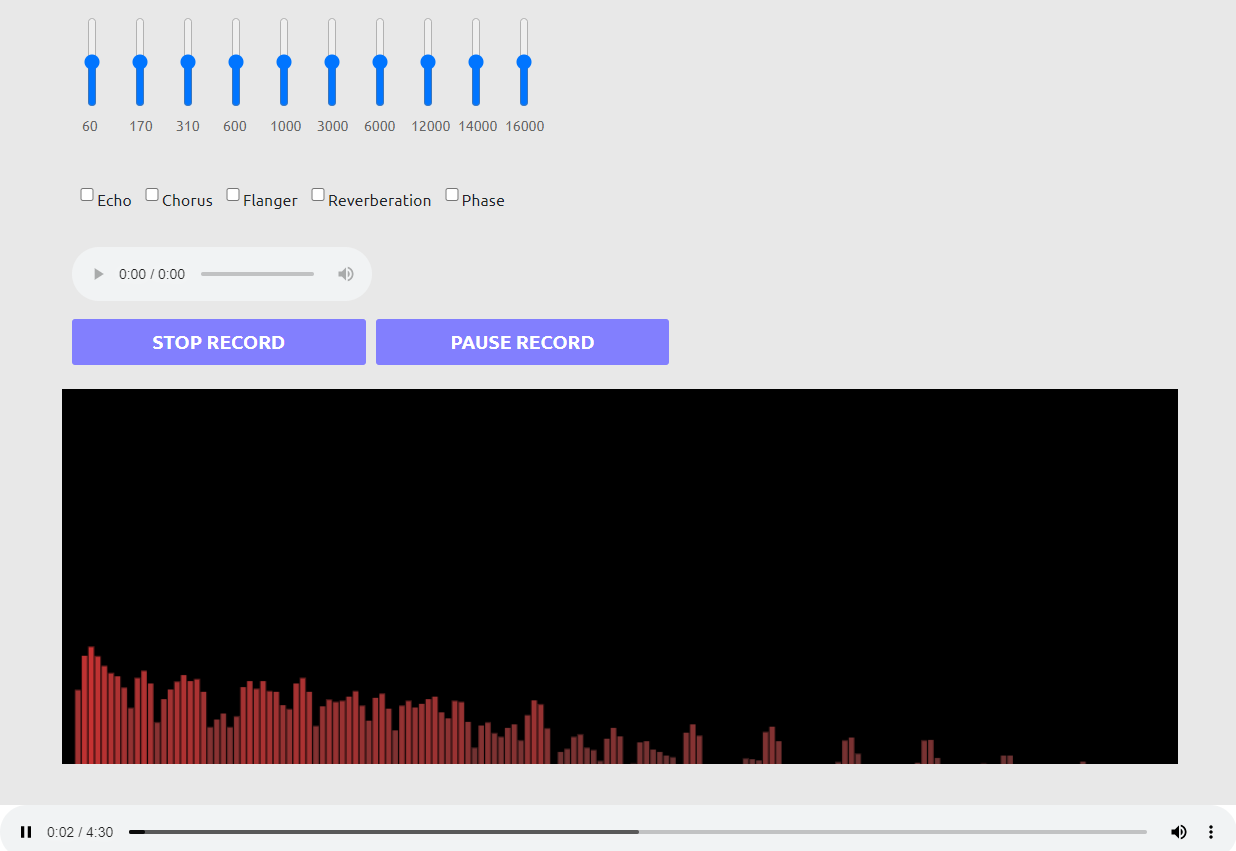 60 170 310 600 1000 3000 6000 12000 14000 16000
Echo Chorus Flanger Reverberation Phase
0:00 / 0:00
STOP RECORD PAUSE RECORD
0:02 / 4:30